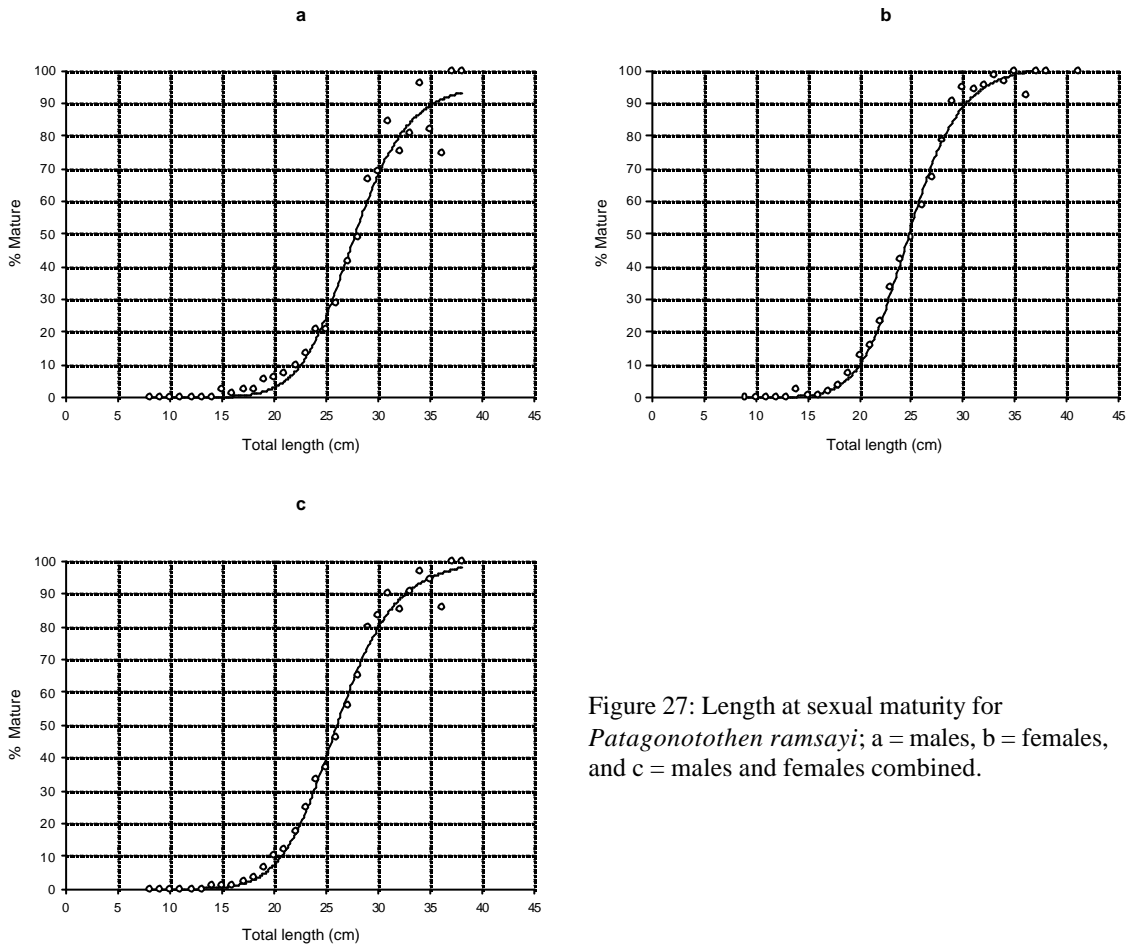 a
100
90
80
70
60
50
40
30
20
10
0
% Mature
0 5 10 15 20 25 30 35 40 45
Total length (cm)
b
100
90
80
70
60
50
40
30
20
10
0
% Mature
0 5 10 15 20 25 30 35 40 45
Total length (cm)
c
100
90
80
70
60
50
40
30
20
10
0
% Mature
0 5 10 15 20 25 30 35 40 45
Total length (cm)
Figure 27: Length at sexual maturity for
Patagonotothen ramsayi; a = males, b = females,
and c = males and females combined.